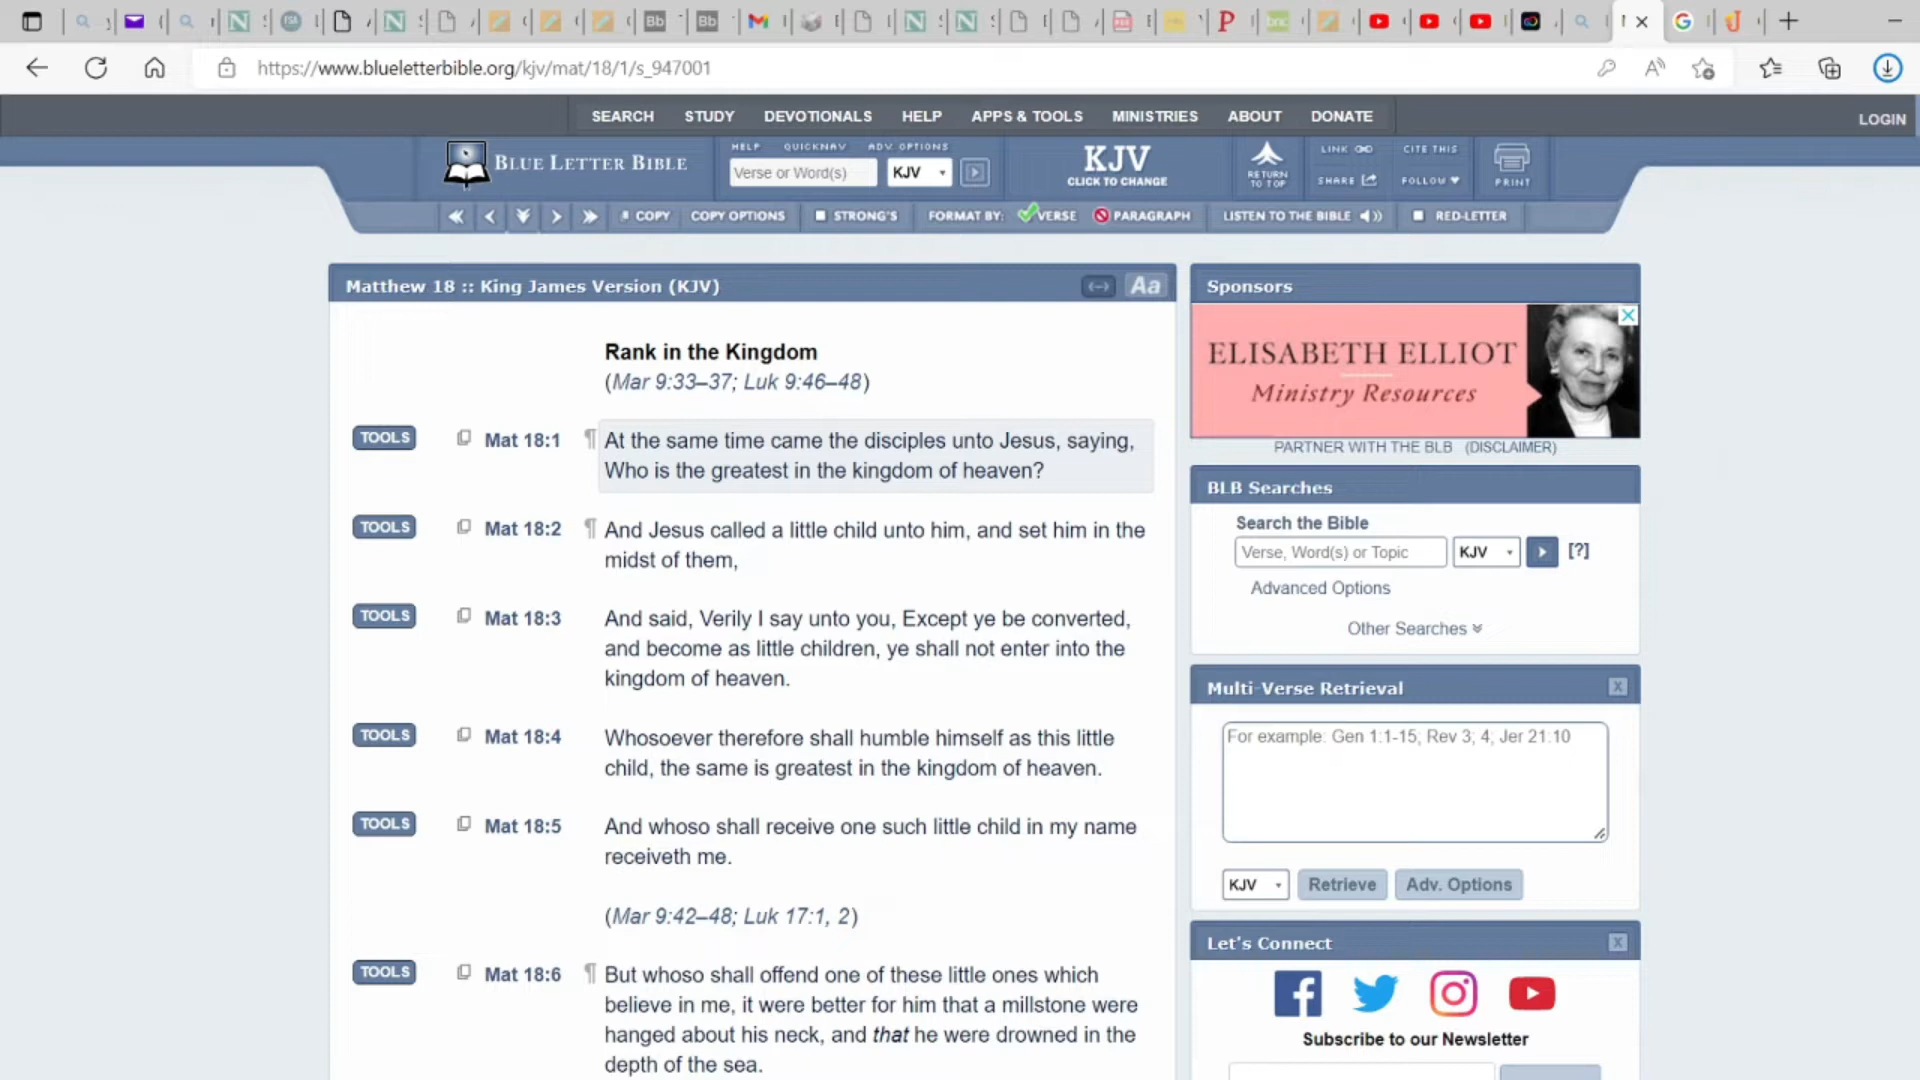 https://www.blueletterbible.org/kjv/mat/18/1/s_947001
SEARCH STUDY DEVOTIONALS HELP APPS & TOOLS MINISTRIES ABOUT DONATE
LOGIN
BLUE LETTER BIBLE
HELP QUICKNAV ADV. OPTIONS
Verse or Word(s) KJV
KJV
CLICK TO CHANGE
RETURN
TO TOP
LINK CITE THIS
SHARE FOLLOW
PRINT
COPY COPY OPTIONS STRONG'S FORMAT BY: VERSE PARAGRAPH LISTEN TO THE BIBLE RED-LETTER
Matthew 18 :: King James Version (KJV)
Aa
Rank in the Kingdom
(Mar 9:33–37; Luk 9:46–48)
TOOLS Mat 18:1 ¶ At the same time came the disciples unto Jesus, saying,
Who is the greatest in the kingdom of heaven?
TOOLS Mat 18:2 ¶ And Jesus called a little child unto him, and set him in the
midst of them,
TOOLS Mat 18:3 And said, Verily I say unto you, Except ye be converted,
and become as little children, ye shall not enter into the
kingdom of heaven.
TOOLS Mat 18:4 Whosoever therefore shall humble himself as this little
child, the same is greatest in the kingdom of heaven.
TOOLS Mat 18:5 And whoso shall receive one such little child in my name
receiveth me.
(Mar 9:42–48; Luk 17:1, 2)
TOOLS Mat 18:6 ¶ But whoso shall offend one of these little ones which
believe in me, it were better for him that a millstone were
hanged about his neck, and that he were drowned in the
depth of the sea.
Sponsors
ELISABETH ELLIOT
Ministry Resources
PARTNER WITH THE BLB (DISCLAIMER)
BLB Searches
Search the Bible
Verse, Word(s) or Topic KJV [?]
Advanced Options
Other Searches
Multi-Verse Retrieval
For example: Gen 1:1-15; Rev 3; 4; Jer 21:10
KJV Retrieve Adv. Options
Let's Connect
Subscribe to our Newsletter